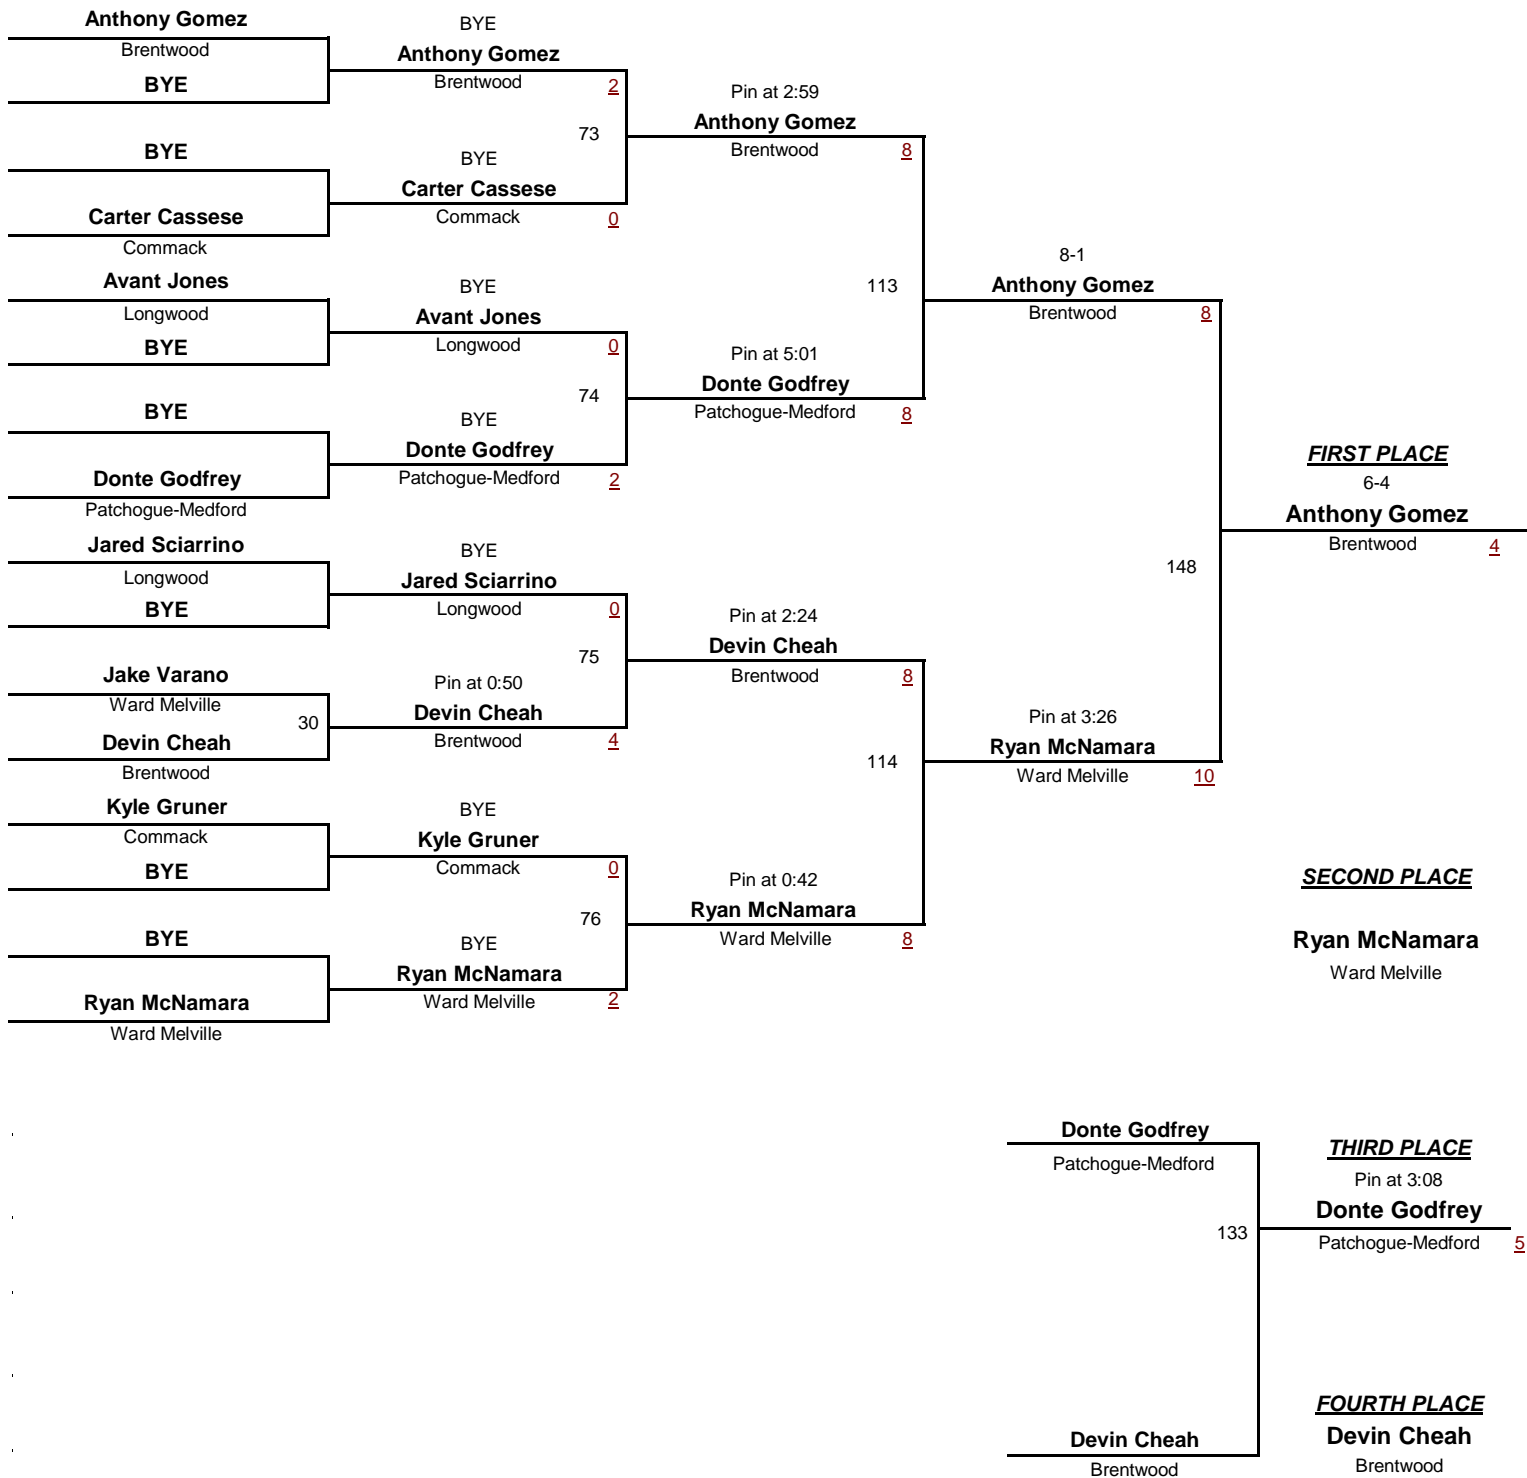 Anthony Gomez
Brentwood
BYE
BYE
Carter Cassese
Commack
Avant Jones
Longwood
BYE
BYE
Donte Godfrey
Patchogue-Medford
Jared Sciarrino
Longwood
BYE
Jake Varano
Ward Melville
30
Devin Cheah
Brentwood
Kyle Gruner
Commack
BYE
BYE
Ryan McNamara
Ward Melville
BYE
Anthony Gomez
Brentwood 2
73
BYE
Carter Cassese
Commack 0
BYE
Avant Jones
Longwood 0
74
BYE
Donte Godfrey
Patchogue-Medford 2
BYE
Jared Sciarrino
Longwood 0
75
Pin at 0:50
Devin Cheah
Brentwood 4
BYE
Kyle Gruner
Commack 0
76
BYE
Ryan McNamara
Ward Melville 2
Pin at 2:59
Anthony Gomez
Brentwood 8
113
Pin at 5:01
Donte Godfrey
Patchogue-Medford 8
Pin at 2:24
Devin Cheah
Brentwood 8
114
Pin at 0:42
Ryan McNamara
Ward Melville 8
8-1
Anthony Gomez
Brentwood 8
148
Pin at 3:26
Ryan McNamara
Ward Melville 10
FIRST PLACE
6-4
Anthony Gomez
Brentwood 4
SECOND PLACE
Ryan McNamara
Ward Melville
Donte Godfrey
Patchogue-Medford
133
Devin Cheah
Brentwood
THIRD PLACE
Pin at 3:08
Donte Godfrey
Patchogue-Medford 5
FOURTH PLACE
Devin Cheah
Brentwood